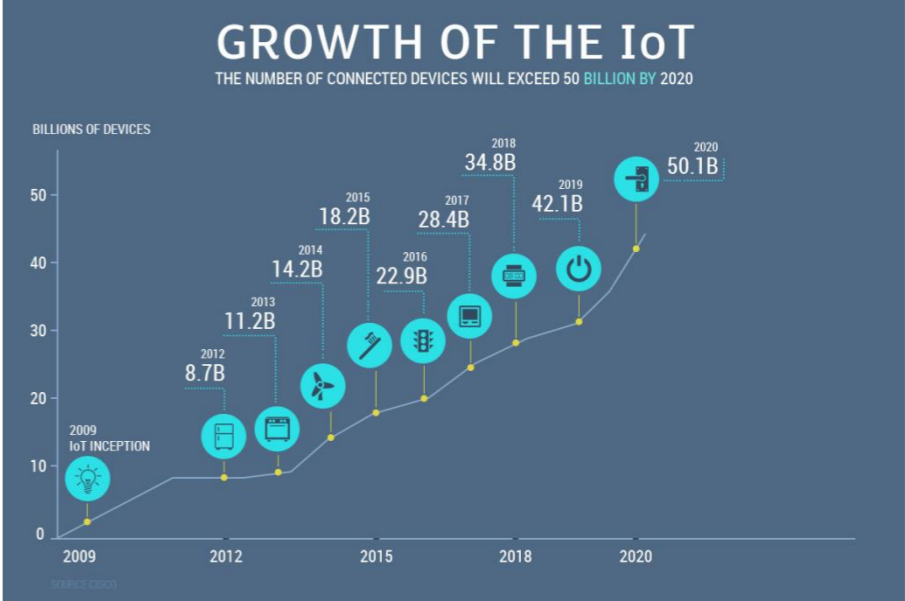 GROWTH OF THE IoT
THE NUMBER OF CONNECTED DEVICES WILL EXCEED 50 BILLION BY 2020
BILLIONS OF DEVICES
50
40
30
20
10
0
2009
IoT INCEPTION
2012
8.7B
2013
11.2B
2014
14.2B
2015
18.2B
2016
22.9B
2017
28.4B
2018
34.8B
2019
42.1B
2020
50.1B
2009
2012
2015
2018
2020
SOURCE CISCO